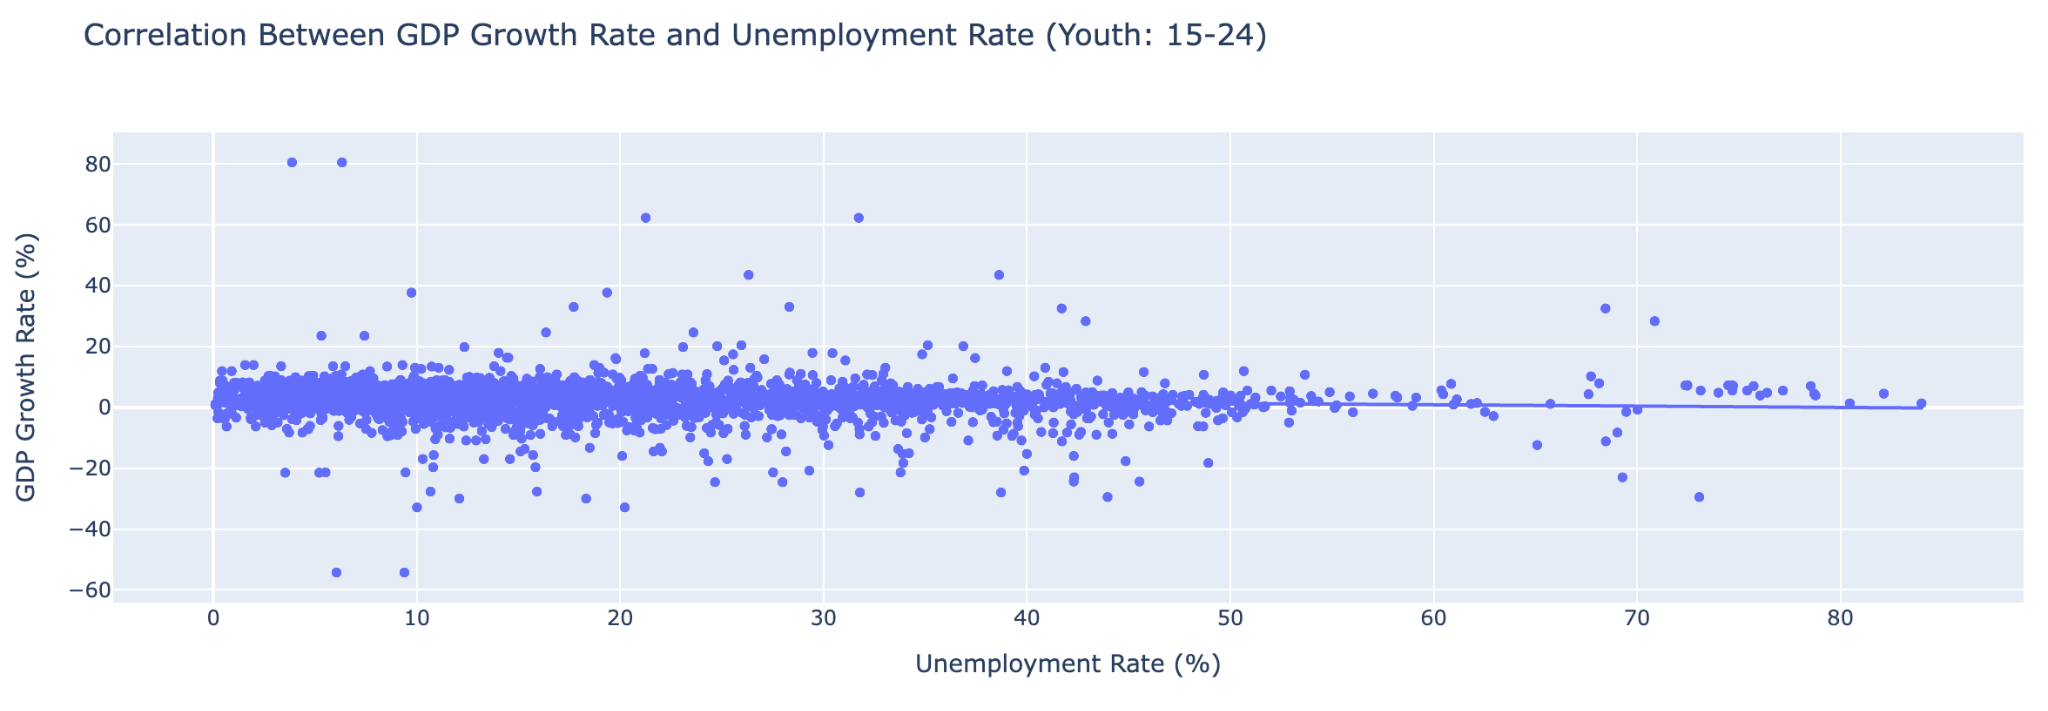 Correlation Between GDP Growth Rate and Unemployment Rate (Youth: 15-24)
GDP Growth Rate (%)
80
60
40
20
0
−20
−40
−60
0 10 20 30 40 50 60 70 80
Unemployment Rate (%)